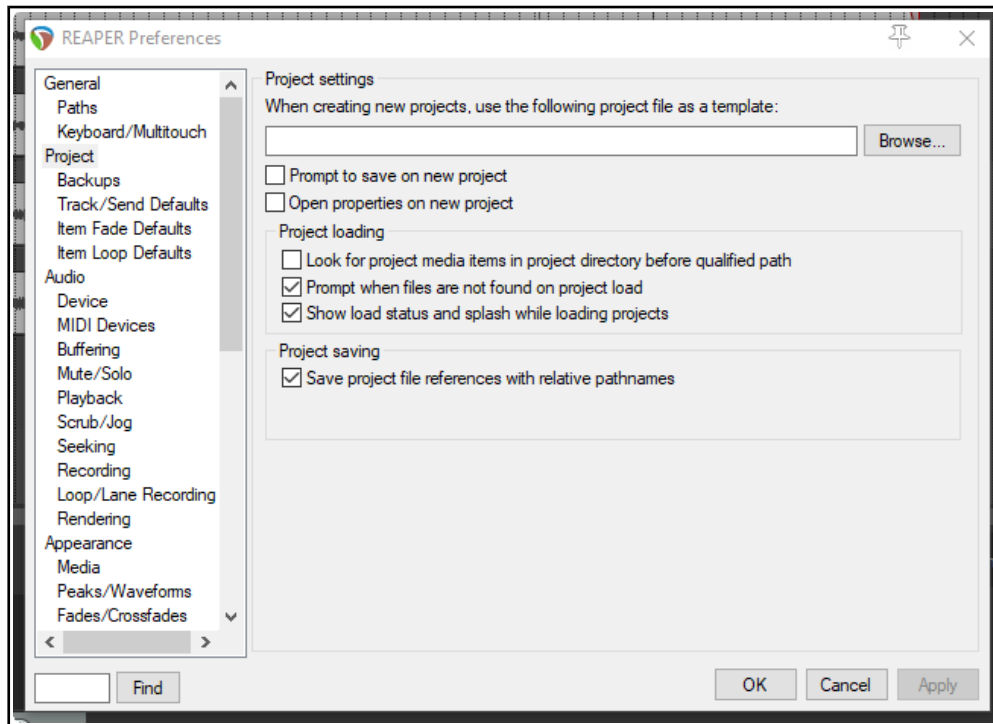 REAPER Preferences
General
Paths
Keyboard/Multitouch
Project
Backups
Track/Send Defaults
Item Fade Defaults
Item Loop Defaults
Audio
Device
MIDI Devices
Buffering
Mute/Solo
Playback
Scrub/Jog
Seeking
Recording
Loop/Lane Recording
Rendering
Appearance
Media
Peaks/Waveforms
Fades/Crossfades
Find
Project settings
When creating new projects, use the following project file as a template:
Browse...
Prompt to save on new project
Open properties on new project
Project loading
Look for project media items in project directory before qualified path
Prompt when files are not found on project load
Show load status and splash while loading projects
Project saving
Save project file references with relative pathnames
OK
Cancel
Apply